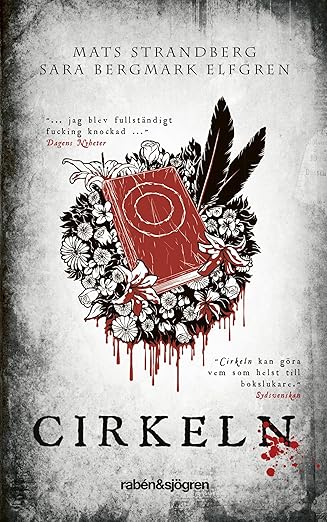 MATS STRANDBERG
SARA BERGMARK ELFGREN
"... jag blev fullständigt
fucking knockad ..."
Dagens Nyheter
"Cirkeln kan göra
vem som helst till
bokslukare."
Sydsvenskan
CIRKELN
rabén&sjögren